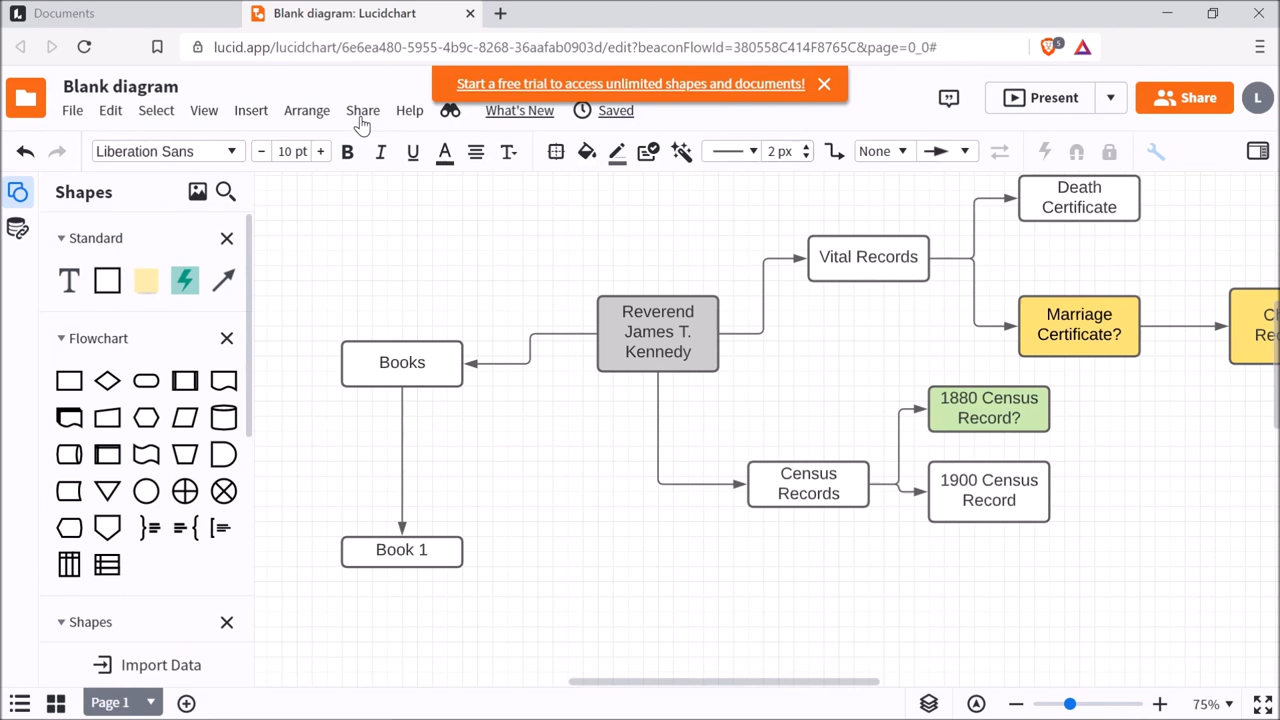 Documents
Blank diagram: Lucidchart
lucid.app/lucidchart/6e6ea480-5955-4b9c-8268-36aafab0903d/edit?beaconFlowId=380558C414F8765C&page=0_0#
5
Blank diagram
Start a free trial to access unlimited shapes and documents!
File Edit Select View Insert Arrange Share Help What's New Saved
Present
Share
L
Liberation Sans
10 pt
2 px
None
Shapes
Standard
Flowchart
Shapes
Import Data
Death
Certificate
Vital Records
Reverend
James T.
Kennedy
Marriage
Certificate?
Books
1880 Census
Record?
Census
Records
1900 Census
Record
Book 1
Page 1
75%